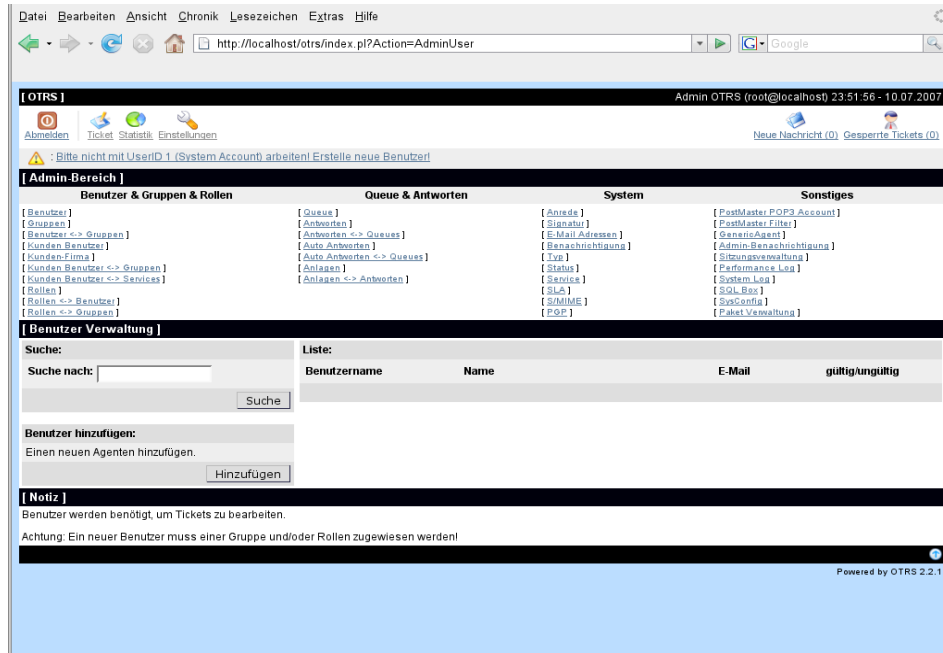 Datei Bearbeiten Ansicht Chronik Lesezeichen Extras Hilfe
http://localhost/otrs/index.pl?Action=AdminUser
G Google
[ OTRS ] Admin OTRS (root@localhost) 23:51:56 - 10.07.2007
Abmelden Ticket Statistik Einstellungen Neue Nachricht (0) Gesperrte Tickets (0)
: Bitte nicht mit UserID 1 (System Account) arbeiten! Erstelle neue Benutzer!
[ Admin-Bereich ]
Benutzer & Gruppen & Rollen Queue & Antworten System Sonstiges
[ Benutzer ] [ Queue ] [ Anrede ] [ PostMaster POP3 Account ]
[ Gruppen ] [ Antworten ] [ Signatur ] [ PostMaster Filter ]
[ Benutzer <-> Gruppen ] [ Antworten <-> Queues ] [ E-Mail Adressen ] [ GenericAgent ]
[ Kunden Benutzer ] [ Auto Antworten ] [ Benachrichtigung ] [ Admin-Benachrichtigung ]
[ Kunden-Firma ] [ Auto Antworten <-> Queues ] [ Typ ] [ Sitzungsverwaltung ]
[ Kunden Benutzer <-> Gruppen ] [ Anlagen ] [ Status ] [ Performance Log ]
[ Kunden Benutzer <-> Services ] [ Anlagen <-> Antworten ] [ Service ] [ System Log ]
[ Rollen ] [ SLA ] [ SQL Box ]
[ Rollen <-> Benutzer ] [ S/MIME ] [ SysConfig ]
[ Rollen <-> Gruppen ] [ PGP ] [ Paket Verwaltung ]
[ Benutzer Verwaltung ]
Suche: Liste:
Suche nach: Benutzername Name E-Mail gültig/ungültig
Suche
Benutzer hinzufügen:
Einen neuen Agenten hinzufügen.
Hinzufügen
[ Notiz ]
Benutzer werden benötigt, um Tickets zu bearbeiten.
Achtung: Ein neuer Benutzer muss einer Gruppe und/oder Rollen zugewiesen werden!
Powered by OTRS 2.2.1